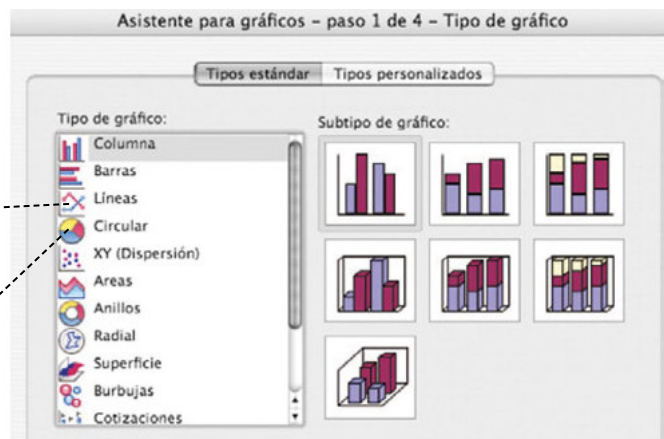 Asistente para gráficos – paso 1 de 4 – Tipo de gráfico
Tipos estándar Tipos personalizados
Tipo de gráfico:
Columna
Barras
Líneas
Circular
XY (Dispersión)
Areas
Anillos
Radial
Superficie
Burbujas
Cotizaciones
Subtipo de gráfico: